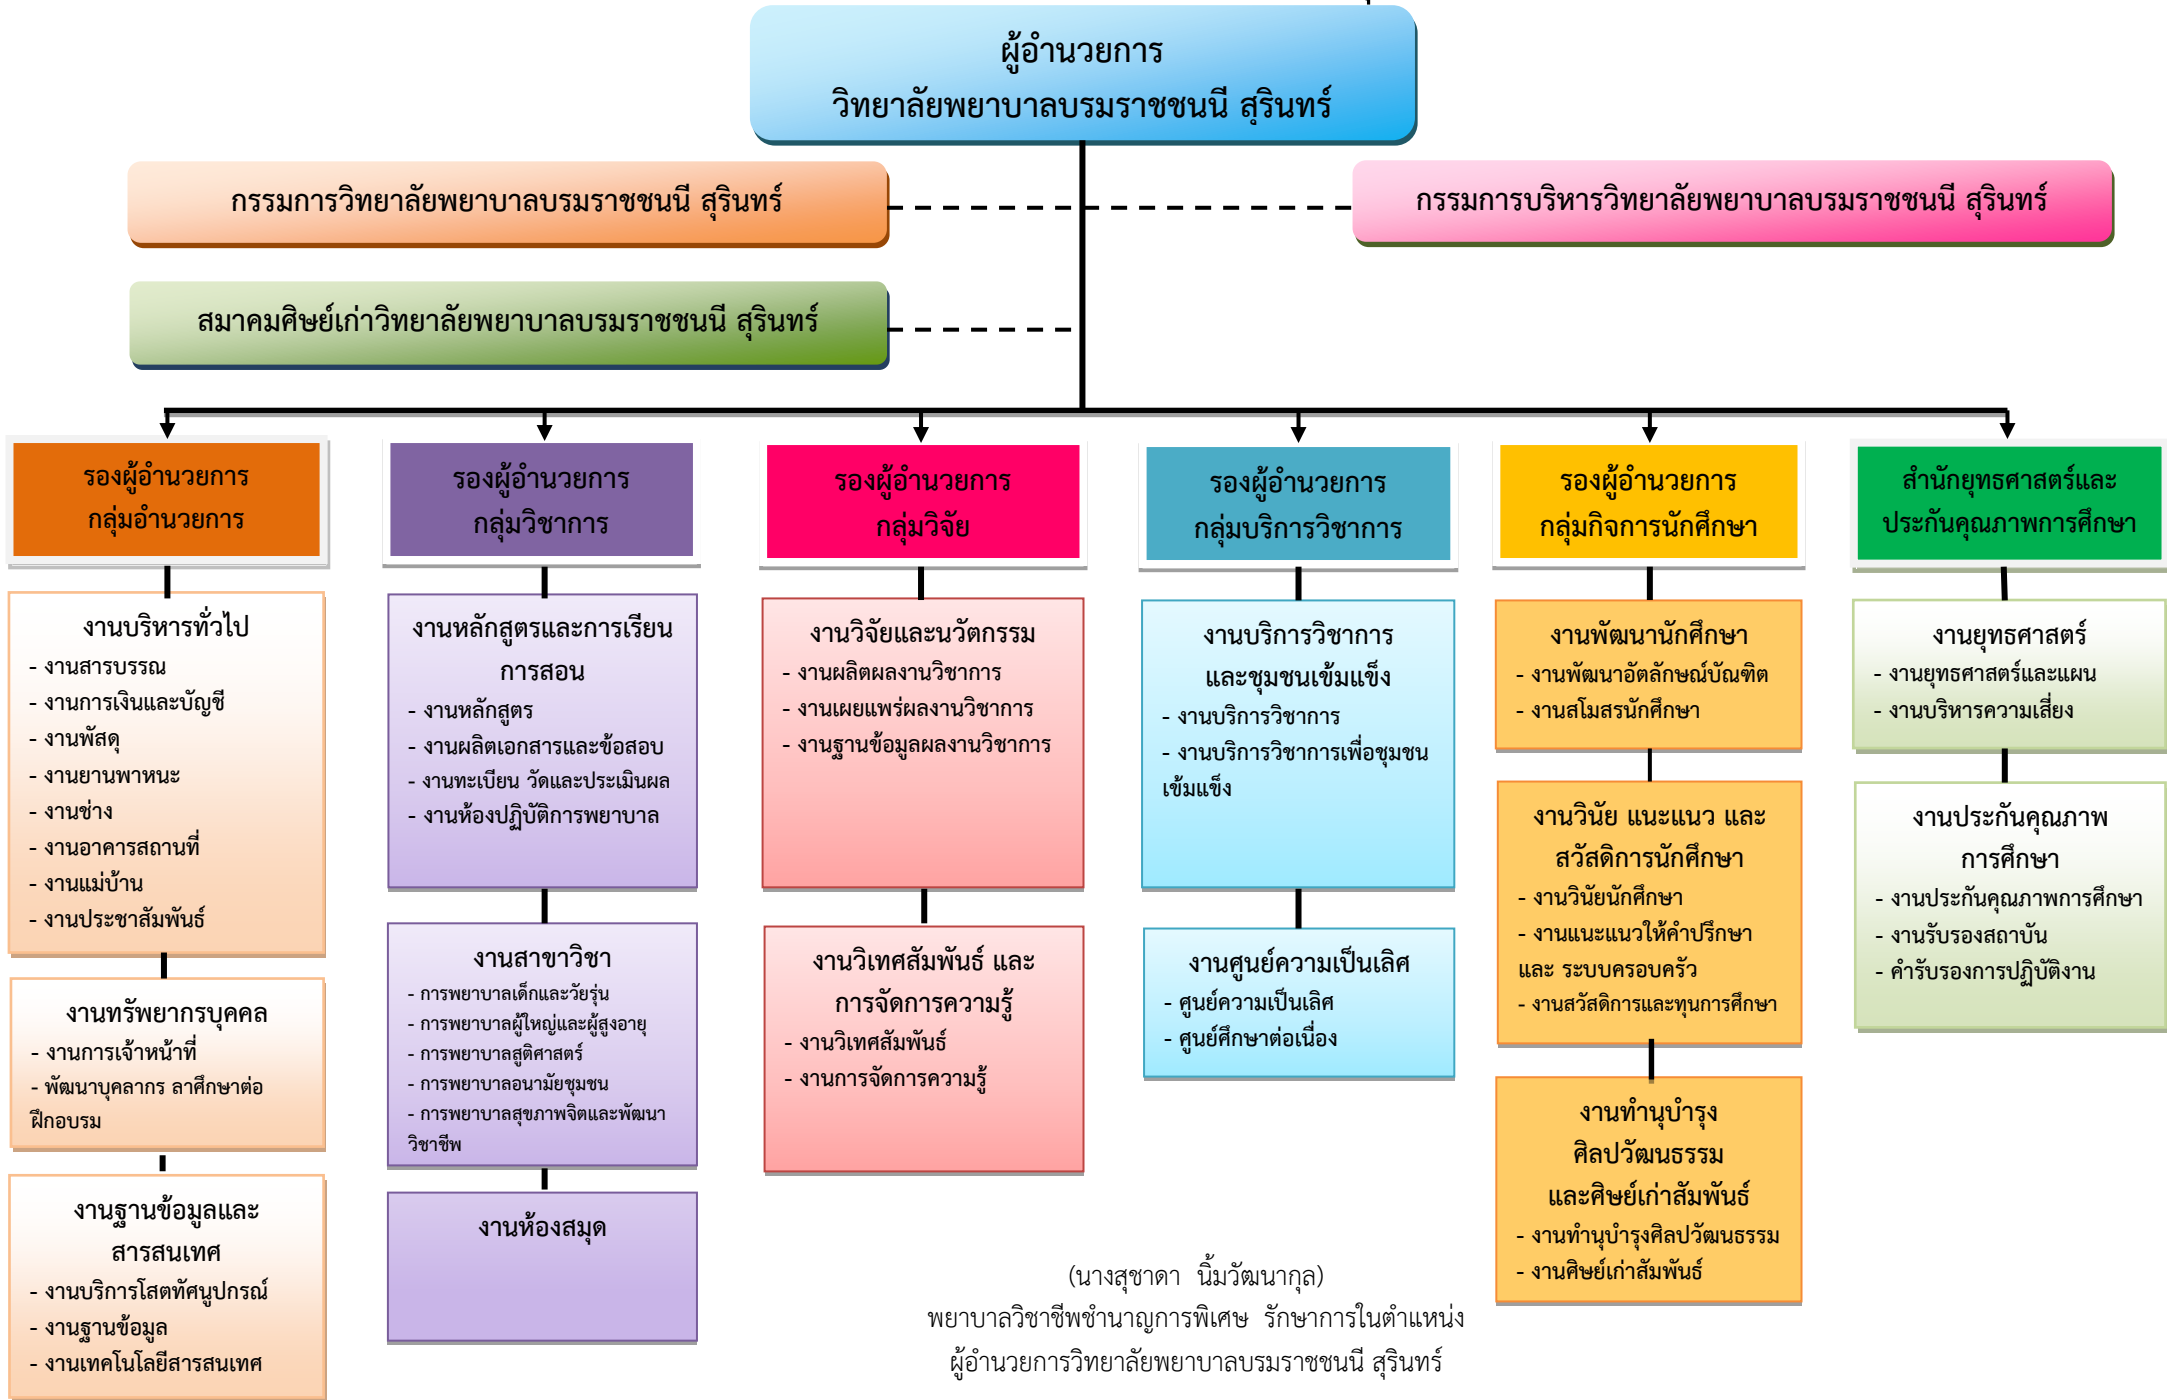 ผู้อำนวยการ
วิทยาลัยพยาบาลบรมราชชนนี สุรินทร์
กรรมการวิทยาลัยพยาบาลบรมราชชนนี สุรินทร์
กรรมการบริหารวิทยาลัยพยาบาลบรมราชชนนี สุรินทร์
สมาคมศิษย์เก่าวิทยาลัยพยาบาลบรมราชชนนี สุรินทร์
รองผู้อำนวยการ
กลุ่มอำนวยการ
งานบริหารทั่วไป
- งานสารบรรณ
- งานการเงินและบัญชี
- งานพัสดุ
- งานยานพาหนะ
- งานช่าง
- งานอาคารสถานที่
- งานแม่บ้าน
- งานประชาสัมพันธ์
งานทรัพยากรบุคคล
- งานการเจ้าหน้าที่
- พัฒนาบุคลากร ลาศึกษาต่อ
ฝึกอบรม
งานฐานข้อมูลและ
สารสนเทศ
- งานบริการโสตทัศนูปกรณ์
- งานฐานข้อมูล
- งานเทคโนโลยีสารสนเทศ
รองผู้อำนวยการ
กลุ่มวิชาการ
งานหลักสูตรและการเรียน
การสอน
- งานหลักสูตร
- งานผลิตเอกสารและข้อสอบ
- งานทะเบียน วัดและประเมินผล
- งานห้องปฏิบัติการพยาบาล
งานสาขาวิชา
- การพยาบาลเด็กและวัยรุ่น
- การพยาบาลผู้ใหญ่และผู้สูงอายุ
- การพยาบาลสูติศาสตร์
- การพยาบาลอนามัยชุมชน
- การพยาบาลสุขภาพจิตและพัฒนา
วิชาชีพ
งานห้องสมุด
รองผู้อำนวยการ
กลุ่มวิจัย
งานวิจัยและนวัตกรรม
- งานผลิตผลงานวิชาการ
- งานเผยแพร่ผลงานวิชาการ
- งานฐานข้อมูลผลงานวิชาการ
งานวิเทศสัมพันธ์ และ
การจัดการความรู้
- งานวิเทศสัมพันธ์
- งานการจัดการความรู้
รองผู้อำนวยการ
กลุ่มบริการวิชาการ
งานบริการวิชาการ
และชุมชนเข้มแข็ง
- งานบริการวิชาการ
- งานบริการวิชาการเพื่อชุมชน
เข้มแข็ง
งานศูนย์ความเป็นเลิศ
- ศูนย์ความเป็นเลิศ
- ศูนย์ศึกษาต่อเนื่อง
รองผู้อำนวยการ
กลุ่มกิจการนักศึกษา
งานพัฒนานักศึกษา
- งานพัฒนาอัตลักษณ์บัณฑิต
- งานสโมสรนักศึกษา
งานวินัย แนะแนว และ
สวัสดิการนักศึกษา
- งานวินัยนักศึกษา
- งานแนะแนวให้คำปรึกษา
และ ระบบครอบครัว
- งานสวัสดิการและทุนการศึกษา
งานทำนุบำรุง
ศิลปวัฒนธรรม
และศิษย์เก่าสัมพันธ์
- งานทำนุบำรุงศิลปวัฒนธรรม
- งานศิษย์เก่าสัมพันธ์
สำนักยุทธศาสตร์และ
ประกันคุณภาพการศึกษา
งานยุทธศาสตร์
- งานยุทธศาสตร์และแผน
- งานบริหารความเสี่ยง
งานประกันคุณภาพ
การศึกษา
- งานประกันคุณภาพการศึกษา
- งานรับรองสถาบัน
- คำรับรองการปฏิบัติงาน
(นางสุชาดา นิ้มวัฒนากุล)
พยาบาลวิชาชีพชำนาญการพิเศษ รักษาการในตำแหน่ง
ผู้อำนวยการวิทยาลัยพยาบาลบรมราชชนนี สุรินทร์